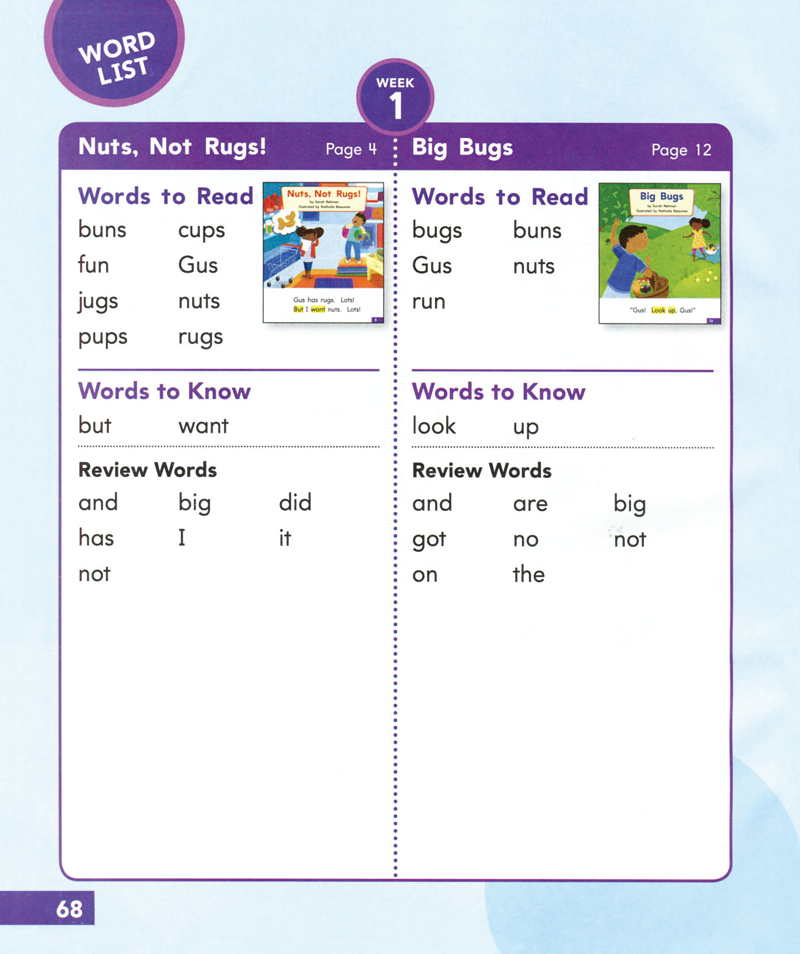 WORD
LIST
WEEK
1
Nuts, Not Rugs! Page 4
Words to Read
buns cups
fun Gus
jugs nuts
pups rugs
Nuts, Not Rugs!
by Sarah Rehman
illustrated by Nathalie Beauvois
Gus has rugs. Lots!
But I want nuts. Lots!
Words to Know
but want
Review Words
and big did
has I it
not
Big Bugs Page 12
Words to Read
bugs buns
Gus nuts
run
Big Bugs
by Sarah Rehman
illustrated by Nathalie Beauvois
"Gus! Look up, Gus!"
12
Words to Know
look up
Review Words
and are big
got no not
on the
68